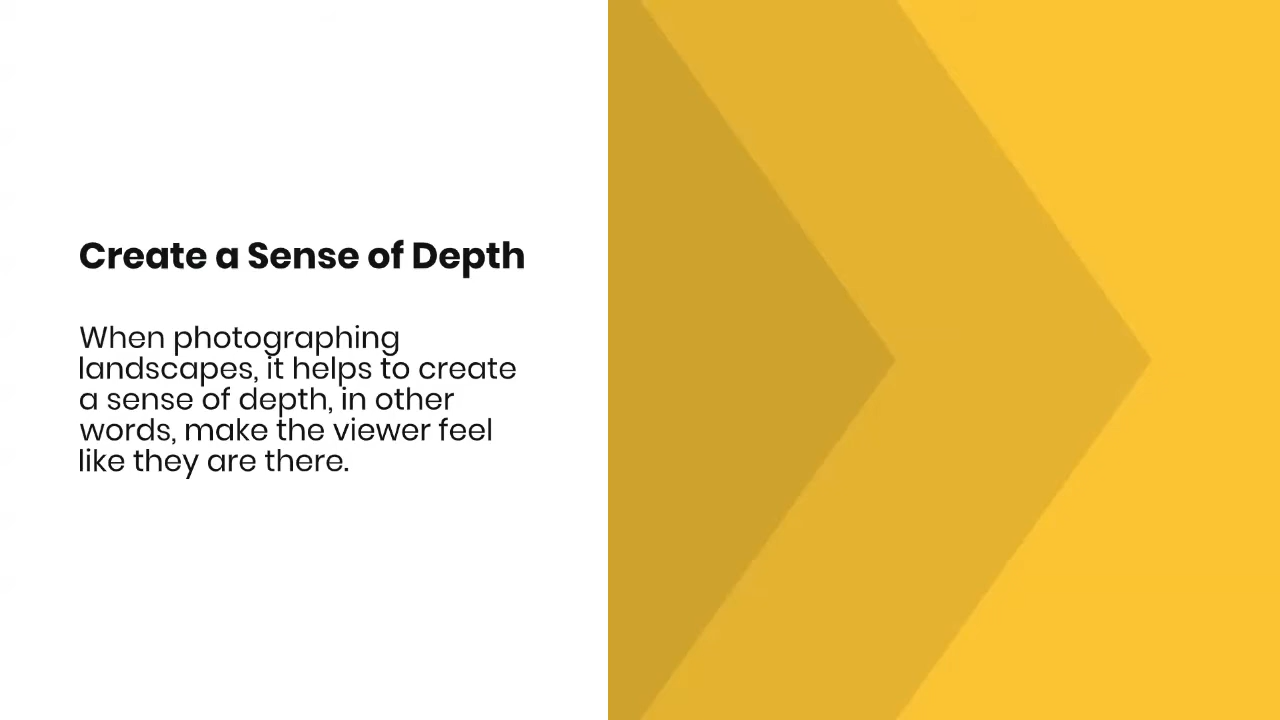 Create a Sense of Depth
When photographing
landscapes, it helps to create
a sense of depth, in other
words, make the viewer feel
like they are there.